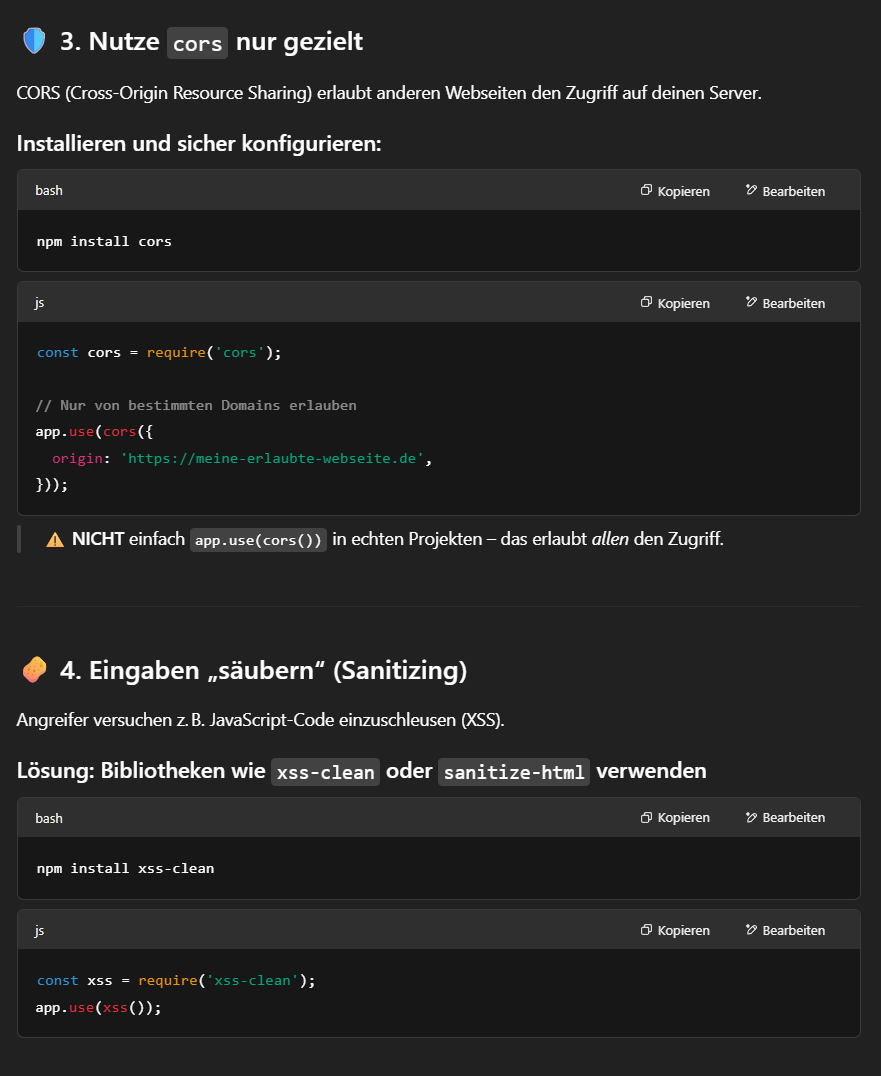 3. Nutze cors nur gezielt
CORS (Cross-Origin Resource Sharing) erlaubt anderen Webseiten den Zugriff auf deinen Server.
Installieren und sicher konfigurieren:
bash Kopieren Bearbeiten
npm install cors
js Kopieren Bearbeiten
const cors = require('cors');
// Nur von bestimmten Domains erlauben
app.use(cors({
  origin: 'https://meine-erlaubte-webseite.de',
}));
⚠️ NICHT einfach app.use(cors()) in echten Projekten – das erlaubt allen den Zugriff.
4. Eingaben „säubern“ (Sanitizing)
Angreifer versuchen z. B. JavaScript-Code einzuschleusen (XSS).
Lösung: Bibliotheken wie xss-clean oder sanitize-html verwenden
bash Kopieren Bearbeiten
npm install xss-clean
js Kopieren Bearbeiten
const xss = require('xss-clean');
app.use(xss());